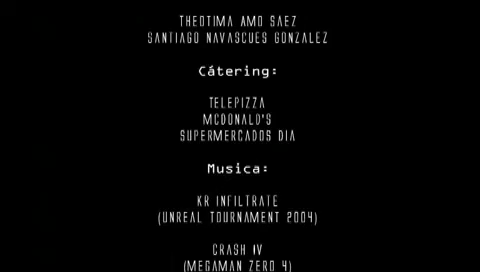 THEOTIMA AMO SAEZ
SANTIAGO NAVASCUES GONZALEZ
Cátering:
TELEPIZZA
MCDONALD'S
SUPERMERCADOS DIA
Musica:
KR INFILTRATE
(UNREAL TOURNAMENT 2004)
CRASH IV
(MEGAMAN ZERO 4)